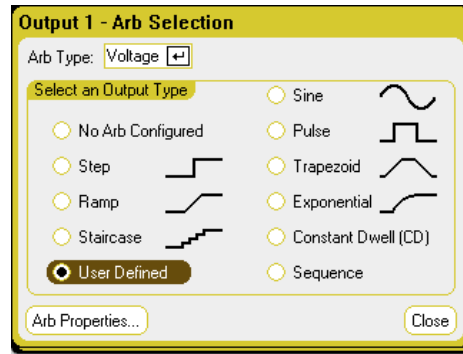 Output 1 - Arb Selection
Arb Type: Voltage
Select an Output Type
No Arb Configured
Step
Ramp
Staircase
User Defined
Sine
Pulse
Trapezoid
Exponential
Constant Dwell (CD)
Sequence
Arb Properties...
Close